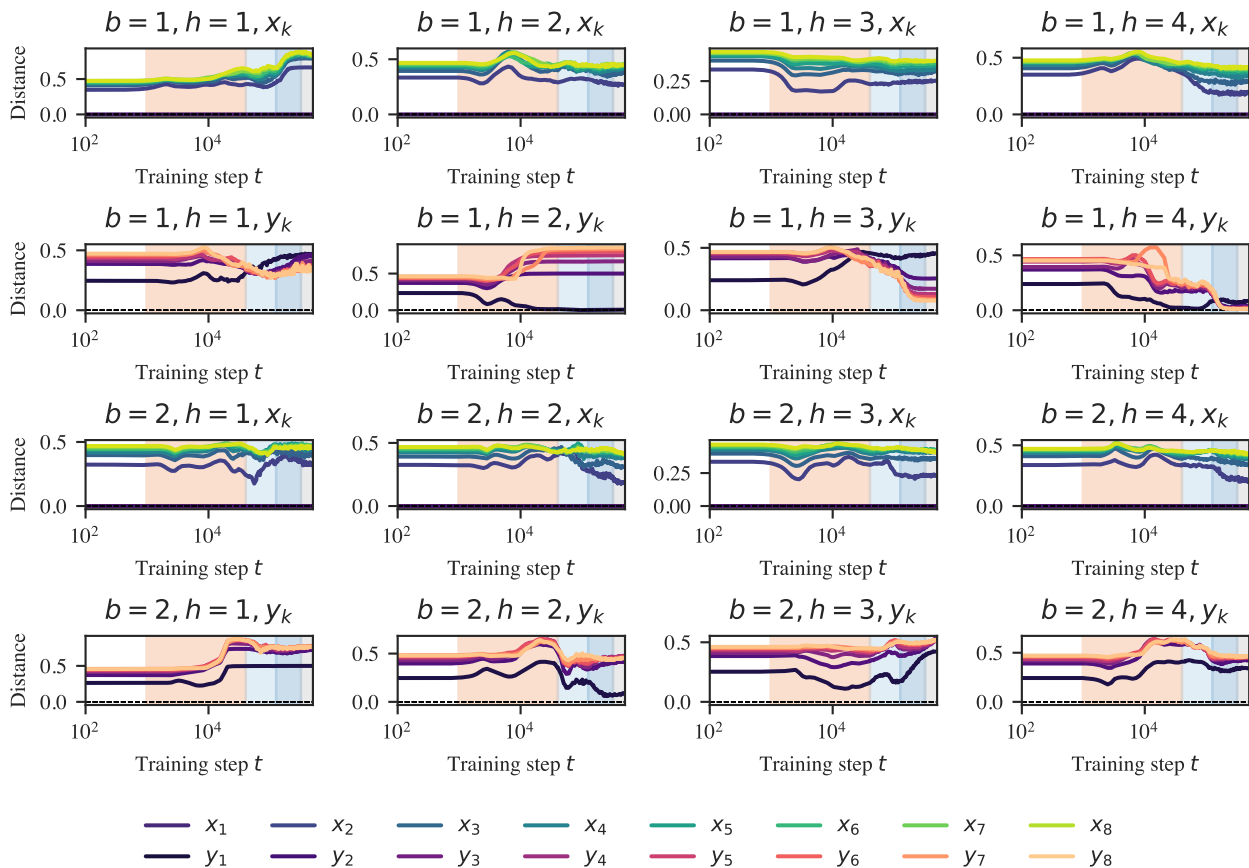 b = 1, h = 1, x_k
b = 1, h = 2, x_k
b = 1, h = 3, x_k
b = 1, h = 4, x_k
Distance
0.5
0.0
0.5
0.0
0.25
0.00
0.5
0.0
10^2 10^4
10^2 10^4
10^2 10^4
10^2 10^4
Training step t
Training step t
Training step t
Training step t
b = 1, h = 1, y_k
b = 1, h = 2, y_k
b = 1, h = 3, y_k
b = 1, h = 4, y_k
Distance
0.5
0.0
0.5
0.0
0.5
0.0
0.5
0.0
10^2 10^4
10^2 10^4
10^2 10^4
10^2 10^4
Training step t
Training step t
Training step t
Training step t
b = 2, h = 1, x_k
b = 2, h = 2, x_k
b = 2, h = 3, x_k
b = 2, h = 4, x_k
Distance
0.5
0.0
0.5
0.0
0.25
0.00
0.5
0.0
10^2 10^4
10^2 10^4
10^2 10^4
10^2 10^4
Training step t
Training step t
Training step t
Training step t
b = 2, h = 1, y_k
b = 2, h = 2, y_k
b = 2, h = 3, y_k
b = 2, h = 4, y_k
Distance
0.5
0.0
0.5
0.0
0.5
0.0
0.5
0.0
10^2 10^4
10^2 10^4
10^2 10^4
10^2 10^4
Training step t
Training step t
Training step t
Training step t
x_1 x_2 x_3 x_4 x_5 x_6 x_7 x_8
y_1 y_2 y_3 y_4 y_5 y_6 y_7 y_8